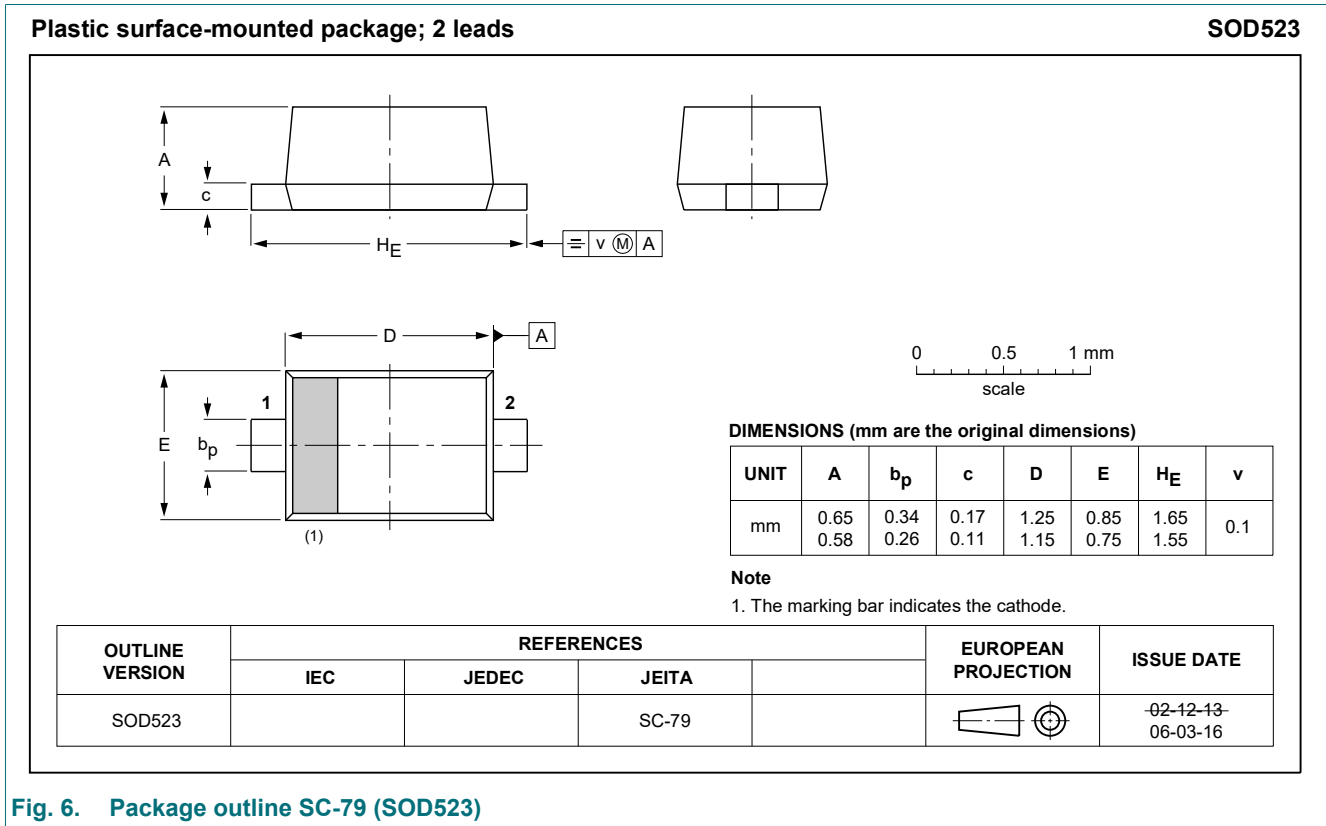 Plastic surface-mounted package; 2 leads SOD523
A
c
HE
v M A
D
A
E
bp
1
2
(1)
0 0.5 1 mm
scale
DIMENSIONS (mm are the original dimensions)
UNIT A bp c D E HE v
mm 0.65 0.34 0.17 1.25 0.85 1.65 0.1
0.58 0.26 0.11 1.15 0.75 1.55
Note
1. The marking bar indicates the cathode.
OUTLINE VERSION REFERENCES EUROPEAN PROJECTION ISSUE DATE
IEC JEDEC JEITA
SOD523 SC-79 02-12-13
06-03-16
Fig. 6. Package outline SC-79 (SOD523)